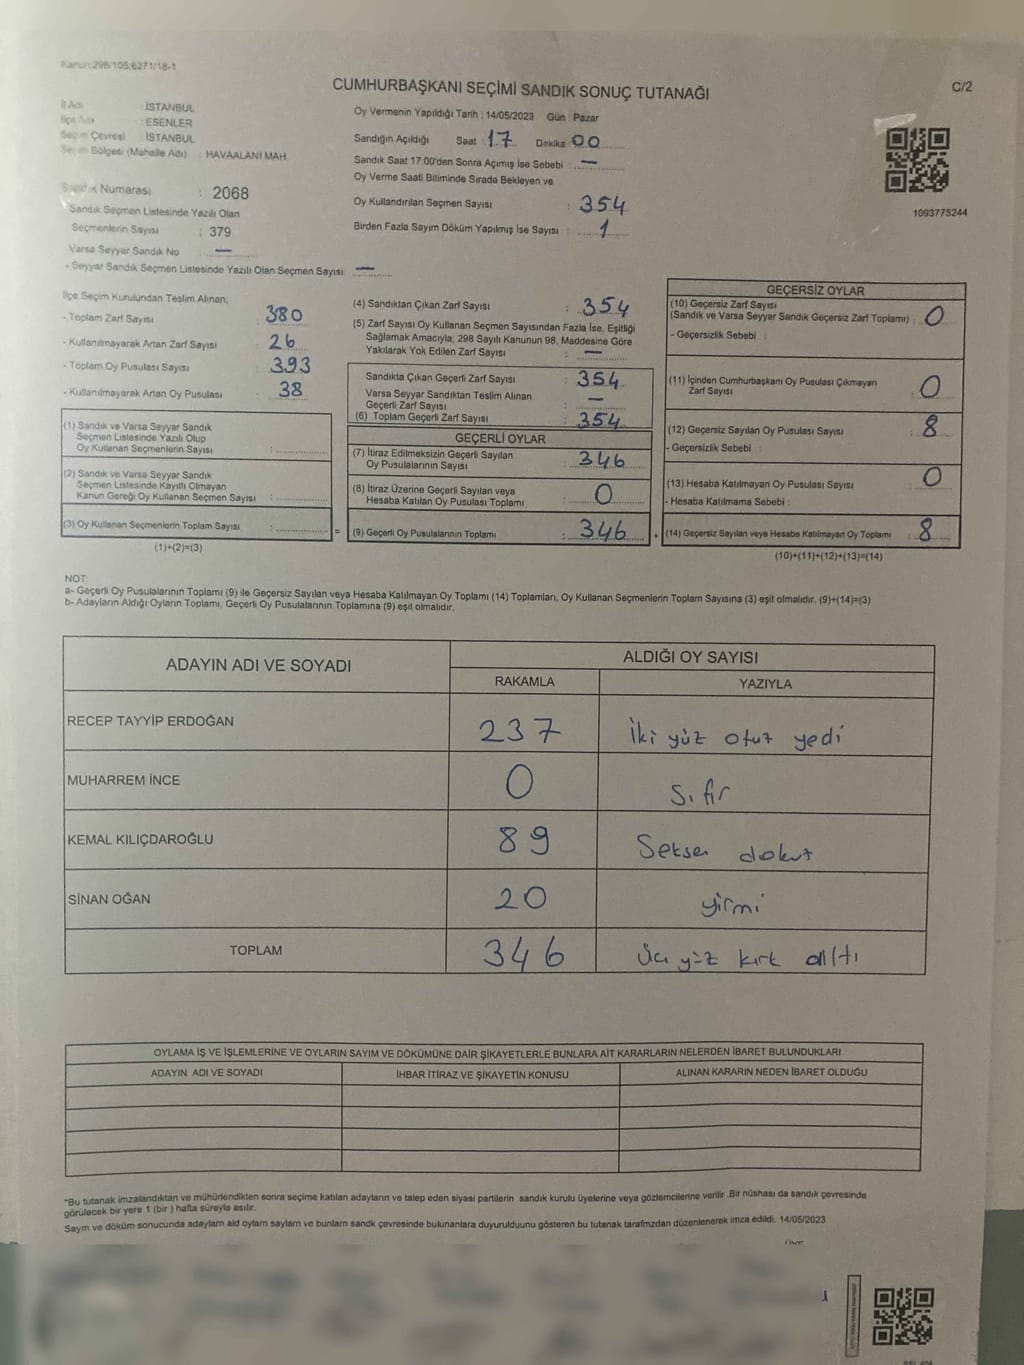 Kanun:298/105;6271/18-1
CUMHURBAŞKANI SEÇİMİ SANDIK SONUÇ TUTANAĞI
C/2
İl Adı : İSTANBUL
İlçe Adı : ESENLER
Seçim Çevresi : İSTANBUL
Seçim Bölgesi (Mahalle Adı) : HAVAALANI MAH.
Sandık Numarası : 2068
Sandık Seçmen Listesinde Yazılı Olan
Seçmenlerin Sayısı : 379
Varsa Seyyar Sandık No : —
- Seyyar Sandık Seçmen Listesinde Yazılı Olan Seçmen Sayısı: —
Oy Vermenin Yapıldığı Tarih : 14/05/2023 Gün : Pazar
Sandığın Açıldığı Saat : 17 Dakika : 00
Sandık Saat 17:00'den Sonra Açımış İse Sebebi : —
Oy Verme Saati Bitiminde Sırada Bekleyen ve
Oy Kullandırılan Seçmen Sayısı : 354
Birden Fazla Sayım Döküm Yapılmış İse Sayısı : 1
1093775244
İlçe Seçim Kurulundan Teslim Alınan;
- Toplam Zarf Sayısı : 380
- Kullanılmayarak Artan Zarf Sayısı : 26
- Toplam Oy Pusulası Sayısı : 393
- Kullanılmayarak Artan Oy Pusulası : 38
(1) Sandık ve Varsa Seyyar Sandık
Seçmen Listesinde Yazılı Olup
Oy Kullanan Seçmenlerin Sayısı :
(2) Sandık ve Varsa Seyyar Sandık
Seçmen Listesinde Kayıtlı Olmayan
Kanun Gereği Oy Kullanan Seçmen Sayısı :
(3) Oy Kullanan Seçmenlerin Toplam Sayısı : =
(1)+(2)=(3)
(4) Sandıktan Çıkan Zarf Sayısı : 354
(5) Zarf Sayısı Oy Kullanan Seçmen Sayısından Fazla İse, Eşitliği
Sağlamak Amacıyla; 298 Sayılı Kanunun 98. Maddesine Göre
Yakılarak Yok Edilen Zarf Sayısı : —
Sandıkta Çıkan Geçerli Zarf Sayısı : 354
Varsa Seyyar Sandıktan Teslim Alınan
Geçerli Zarf Sayısı : —
(6) Toplam Geçerli Zarf Sayısı : 354
GEÇERLİ OYLAR
(7) İtiraz Edilmeksizin Geçerli Sayılan
Oy Pusulalarının Sayısı : 346
(8) İtiraz Üzerine Geçerli Sayılan veya
Hesaba Katılan Oy Pusulası Toplamı : 0
(9) Geçerli Oy Pusulalarının Toplamı : 346 +
GEÇERSİZ OYLAR
(10) Geçersiz Zarf Sayısı
(Sandık ve Varsa Seyyar Sandık Geçersiz Zarf Toplamı) : 0
- Geçersizlik Sebebi :
(11) İçinden Cumhurbaşkanı Oy Pusulası Çıkmayan
Zarf Sayısı : 0
(12) Geçersiz Sayılan Oy Pusulası Sayısı : 8
- Geçersizlik Sebebi :
(13) Hesaba Katılmayan Oy Pusulası Sayısı : 0
- Hesaba Katılmama Sebebi :
(14) Geçersiz Sayılan veya Hesaba Katılmayan Oy Toplamı : 8
(10)+(11)+(12)+(13)=(14)
NOT:
a- Geçerli Oy Pusulalarının Toplamı (9) ile Geçersiz Sayılan veya Hesaba Katılmayan Oy Toplamı (14) Toplamları, Oy Kullanan Seçmenlerin Toplam Sayısına (3) eşit olmalıdır. (9)+(14)=(3)
b- Adayların Aldığı Oyların Toplamı, Geçerli Oy Pusulalarının Toplamına (9) eşit olmalıdır.
ADAYIN ADI VE SOYADI
ALDIĞI OY SAYISI
RAKAMLA YAZIYLA
RECEP TAYYİP ERDOĞAN 237 İki yüz otuz yedi
MUHARREM İNCE 0 Sıfır
KEMAL KILIÇDAROĞLU 89 Seksen dokuz
SİNAN OĞAN 20 yirmi
TOPLAM 346 Üç yüz kırk altı
OYLAMA İŞ VE İŞLEMLERİNE VE OYLARIN SAYIM VE DÖKÜMÜNE DAİR ŞİKAYETLERLE BUNLARA AİT KARARLARIN NELERDEN İBARET BULUNDUKLARI
ADAYIN ADI VE SOYADI İHBAR İTİRAZ VE ŞİKAYETİN KONUSU ALINAN KARARIN NEDEN İBARET OLDUĞU
*Bu tutanak imzalandıktan ve mühürlendikten sonra seçime katılan adayların ve talep eden siyasi partilerin sandık kurulu üyelerine veya gözlemcilerine verilir. Bir nüshası da sandık çevresinde
görülecek bir yere 1 (bir ) hafta süreyle asılır.
Saym ve döküm sonucunda adaylarn ald oylarn saylarn ve bunlarn sandk çevresinde bulunanlara duyurulduunu gösteren bu tutanak tarafmzdan düzenlenerek imza edildi. 14/05/2023